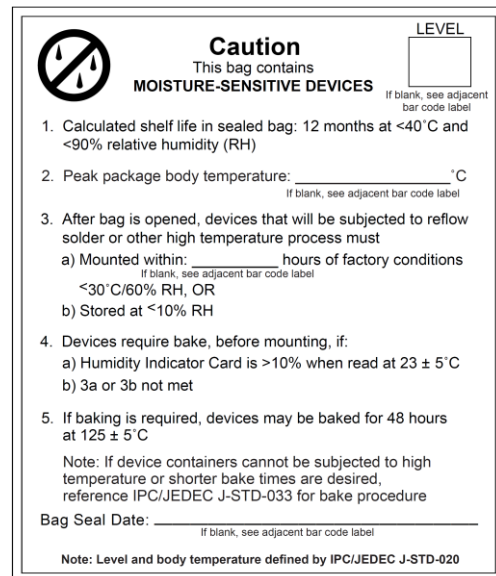 LEVEL
Caution
This bag contains
MOISTURE-SENSITIVE DEVICES
If blank, see adjacent
bar code label
1. Calculated shelf life in sealed bag: 12 months at <40˚C and
<90% relative humidity (RH)
2. Peak package body temperature: ____________________˚C
If blank, see adjacent bar code label
3. After bag is opened, devices that will be subjected to reflow
solder or other high temperature process must
a) Mounted within: ___________ hours of factory conditions
If blank, see adjacent bar code label
<30˚C/60% RH, OR
b) Stored at <10% RH
4. Devices require bake, before mounting, if:
a) Humidity Indicator Card is >10% when read at 23 ± 5˚C
b) 3a or 3b not met
5. If baking is required, devices may be baked for 48 hours
at 125 ± 5˚C
Note: If device containers cannot be subjected to high
temperature or shorter bake times are desired,
reference IPC/JEDEC J-STD-033 for bake procedure
Bag Seal Date: ____________________
If blank, see adjacent bar code label
Note: Level and body temperature defined by IPC/JEDEC J-STD-020